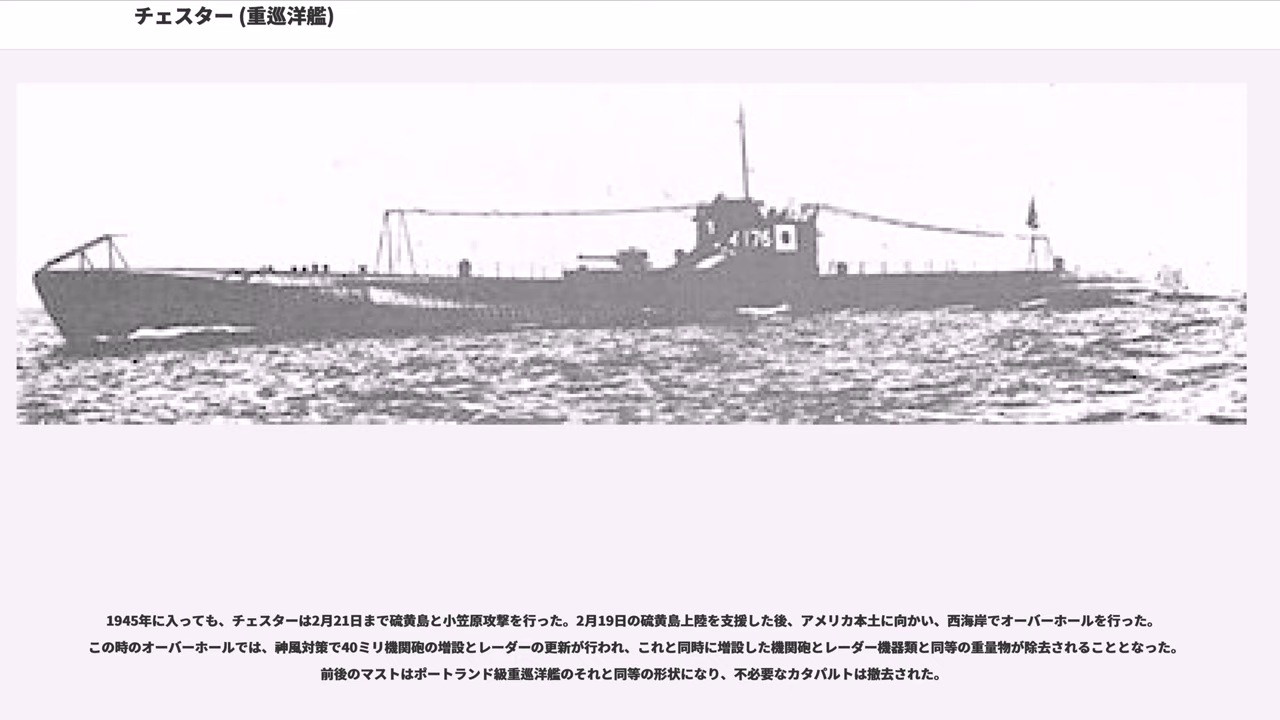 チェスター (重巡洋艦)
176
1945年に入っても、チェスターは2月21日まで硫黄島と小笠原攻撃を行った。2月19日の硫黄島上陸を支援した後、アメリカ本土に向かい、西海岸でオーバーホールを行った。
この時のオーバーホールでは、神風対策で40ミリ機関砲の増設とレーダーの更新が行われ、これと同時に増設した機関砲とレーダー機器類と同等の重量物が除去されることとなった。
前後のマストはポートランド級重巡洋艦のそれと同等の形状になり、不必要なカタパルトは撤去された。